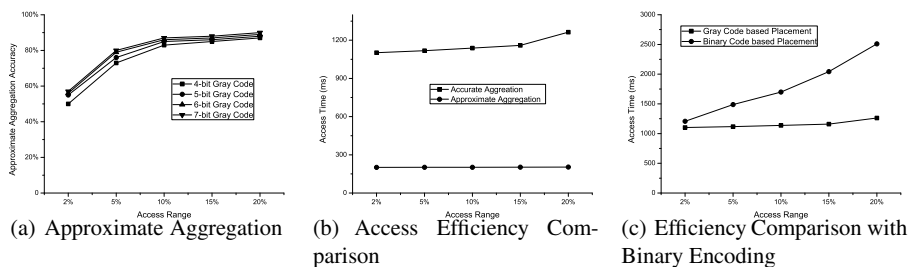 100%
80%
60%
40%
20%
0
Approximate Aggregation Accuracy
4-bit Gray Code
5-bit Gray Code
6-bit Gray Code
7-bit Gray Code
2% 5% 10% 15% 20%
Access Range
(a) Approximate Aggregation
1500
1200
900
600
300
0
Access Time (ms)
Accurate Aggreation
Approximate Aggregation
2% 5% 10% 15% 20%
Access Range
(b) Access Efficiency Com-
parison
3000
2500
2000
1500
1000
500
0
Access Time (ms)
Gray Code based Placement
Binary Code based Placement
2% 5% 10% 15% 20%
Access Range
(c) Efficiency Comparison with
Binary Encoding